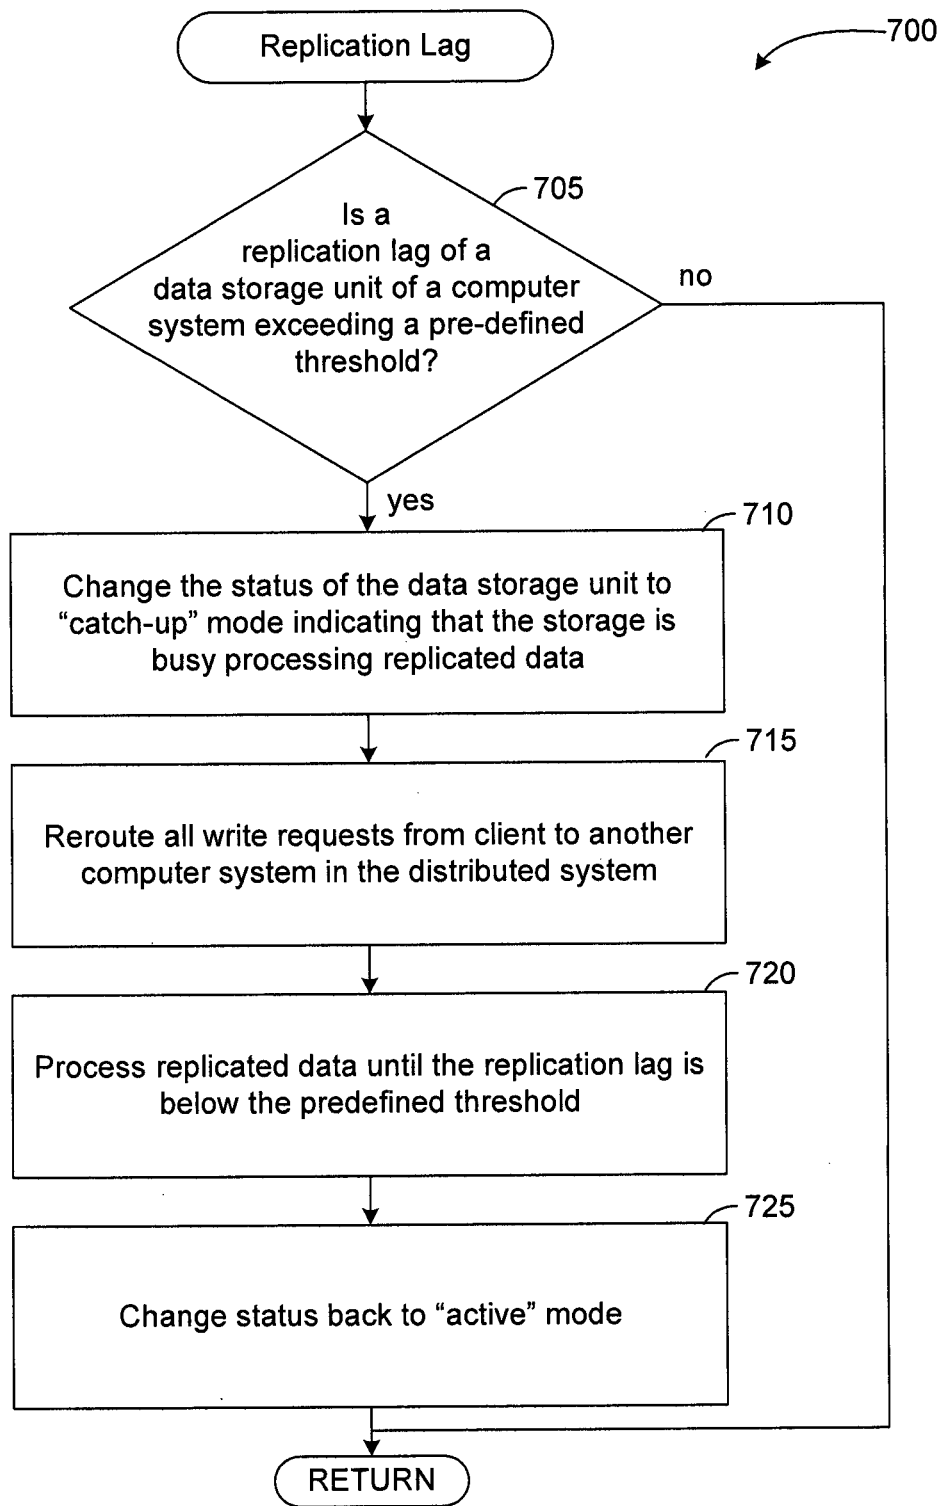 Replication Lag
700
705
Is a
replication lag of a
data storage unit of a computer
system exceeding a pre-defined
threshold?
no
yes
710
Change the status of the data storage unit to
“catch-up” mode indicating that the storage is
busy processing replicated data
715
Reroute all write requests from client to another
computer system in the distributed system
720
Process replicated data until the replication lag is
below the predefined threshold
725
Change status back to “active” mode
RETURN